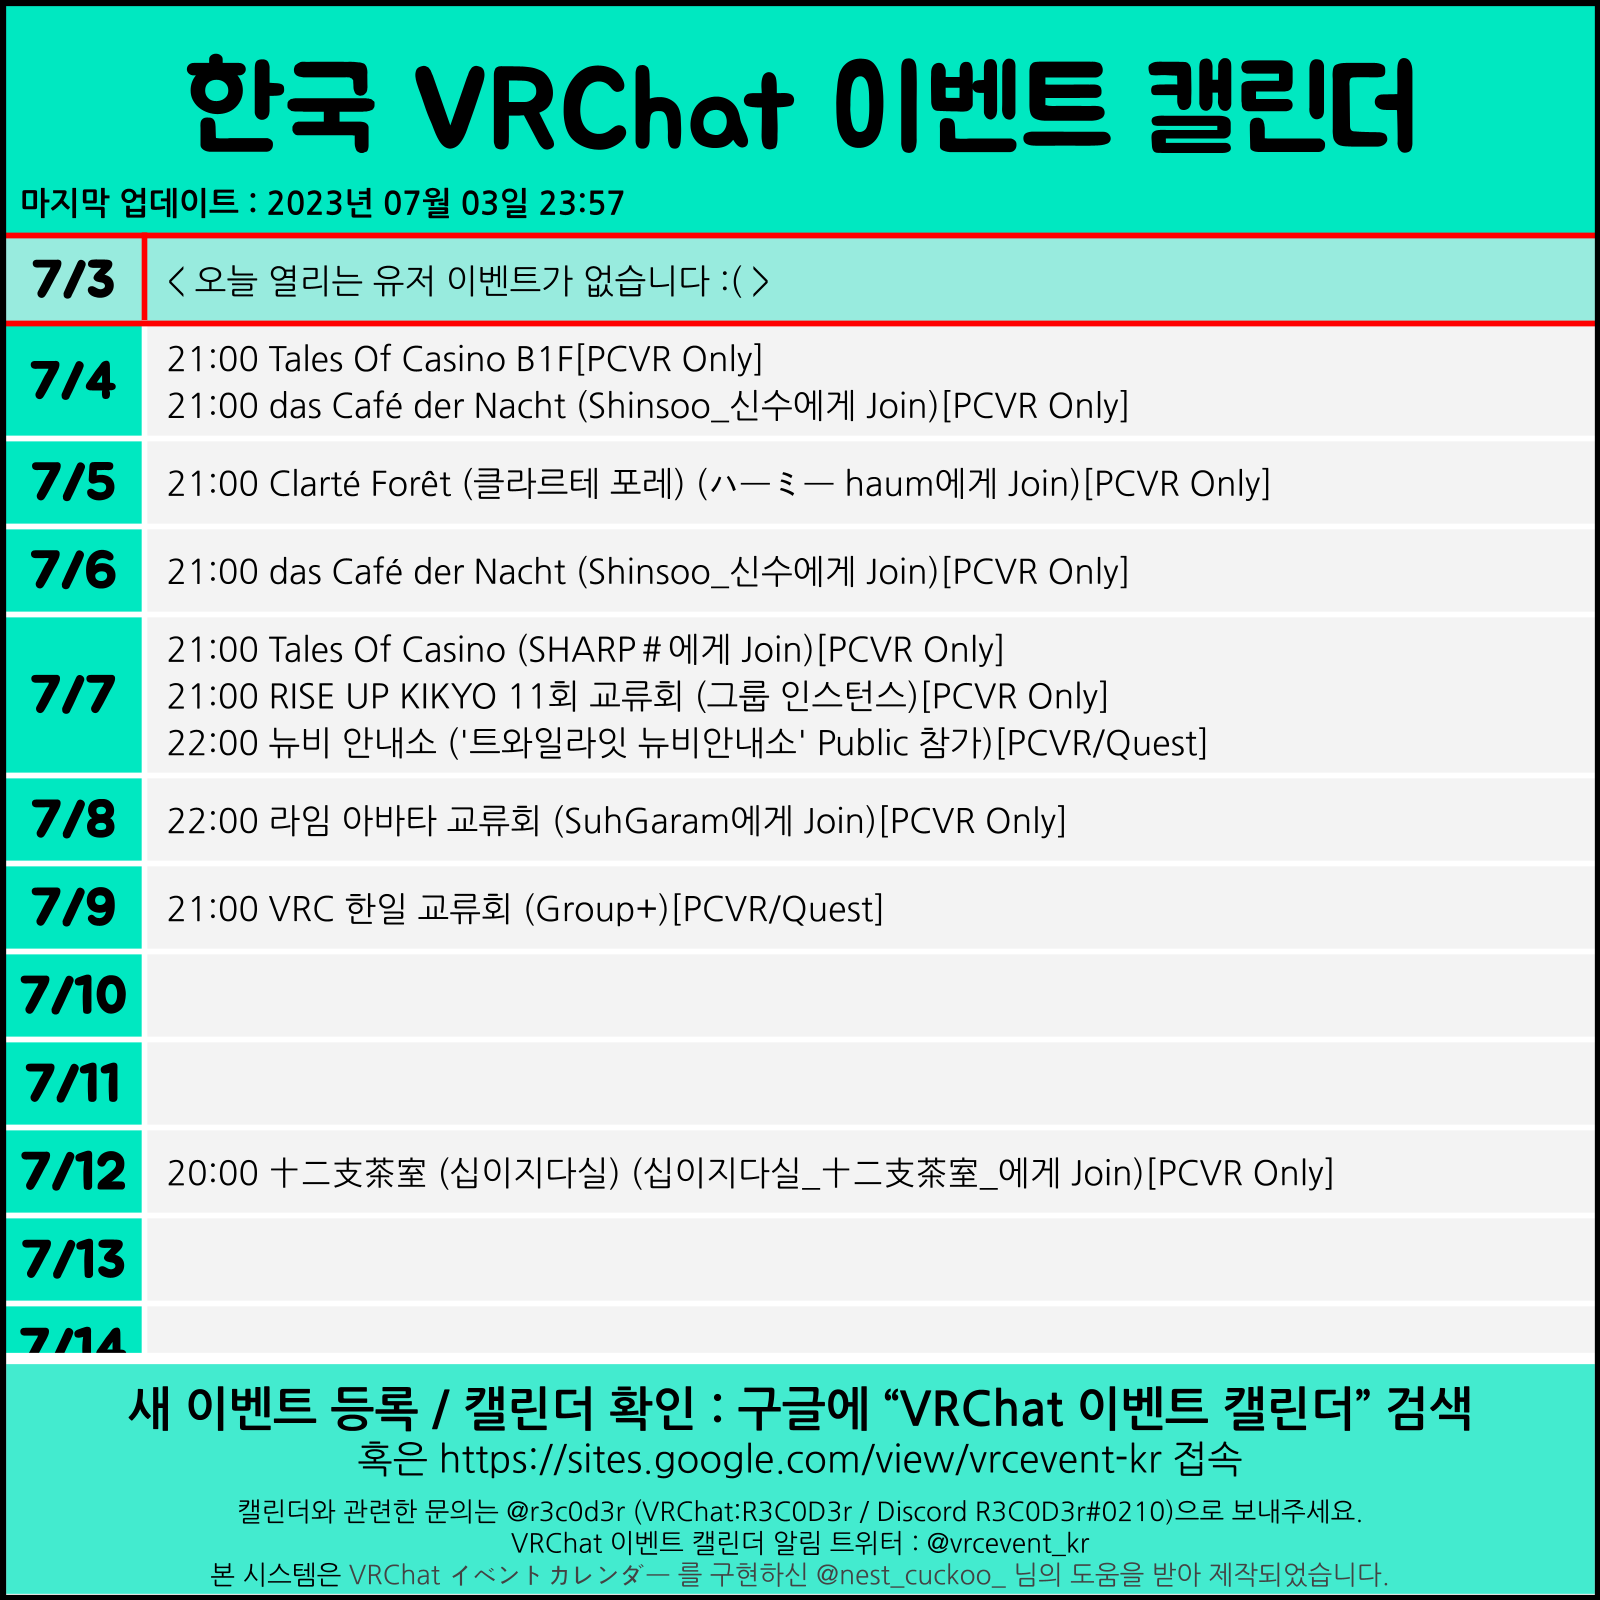 한국 VRChat 이벤트 캘린더
마지막 업데이트 : 2023년 07월 03일 23:57
7/3
< 오늘 열리는 유저 이벤트가 없습니다 :( >
7/4
21:00 Tales Of Casino B1F[PCVR Only]
21:00 das Café der Nacht (Shinsoo_신수에게 Join)[PCVR Only]
7/5
21:00 Clarté Forêt (클라르테 포레) (ハーミー haum에게 Join)[PCVR Only]
7/6
21:00 das Café der Nacht (Shinsoo_신수에게 Join)[PCVR Only]
7/7
21:00 Tales Of Casino (SHARP＃에게 Join)[PCVR Only]
21:00 RISE UP KIKYO 11회 교류회 (그룹 인스턴스)[PCVR Only]
22:00 뉴비 안내소 ('트와일라잇 뉴비안내소' Public 참가)[PCVR/Quest]
7/8
22:00 라임 아바타 교류회 (SuhGaram에게 Join)[PCVR Only]
7/9
21:00 VRC 한일 교류회 (Group+)[PCVR/Quest]
7/10
7/11
7/12
20:00 十二支茶室 (십이지다실) (십이지다실_十二支茶室_에게 Join)[PCVR Only]
7/13
7/14
새 이벤트 등록 / 캘린더 확인 : 구글에 “VRChat 이벤트 캘린더” 검색
혹은 https://sites.google.com/view/vrcevent-kr 접속
캘린더와 관련한 문의는 @r3c0d3r (VRChat:R3C0D3r / Discord R3C0D3r#0210)으로 보내주세요.
VRChat 이벤트 캘린더 알림 트위터 : @vrcevent_kr
본 시스템은 VRChat イベントカレンダー 를 구현하신 @nest_cuckoo_ 님의 도움을 받아 제작되었습니다.